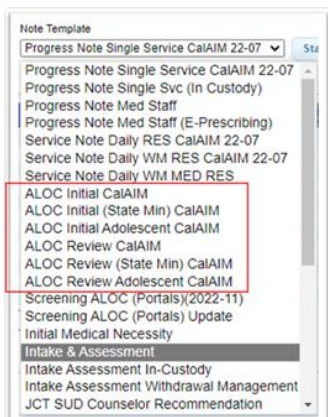 Note Template
Progress Note Single Service CalAIM 22-07
Sta
Progress Note Single Service CalAIM 22-07
Progress Note Single Svc (In Custody)
Progress Note Med Staff
Progress Note Med Staff (E-Prescribing)
Service Note Daily RES CalAIM 22-07
Service Note Daily WM RES CalAIM 22-07
Service Note Daily WM MED RES
ALOC Initial CalAIM
ALOC Initial (State Min) CalAIM
ALOC Initial Adolescent CalAIM
ALOC Review CalAIM
ALOC Review (State Min) CalAIM
ALOC Review Adolescent CalAIM
Screening ALOC (Portals)(2022-11)
Screening ALOC (Portals) Update
Initial Medical Necessity
Intake & Assessment
Intake Assessment In-Custody
Intake Assessment Withdrawal Management
JCT SUD Counselor Recommendation